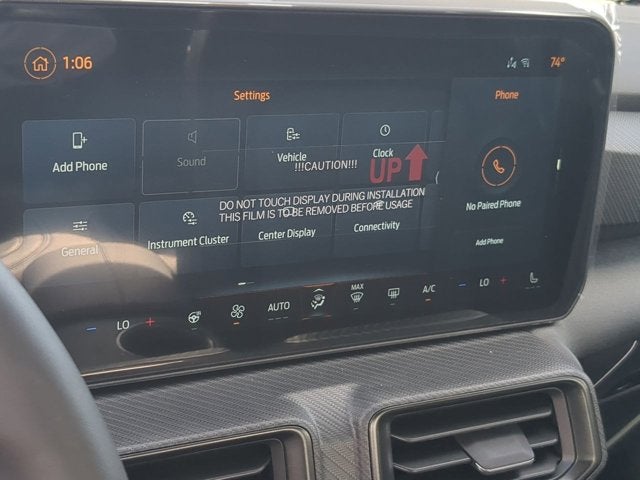 1:06
74°
Settings
Phone
Add Phone
Sound
Vehicle
Clock
!!!CAUTION!!!
UP
DO NOT TOUCH DISPLAY DURING INSTALLATION
THIS FILM IS TO BE REMOVED BEFORE USAGE
No Paired Phone
General
Instrument Cluster
Center Display
Connectivity
Add Phone
LO
AUTO
MAX
A/C
LO